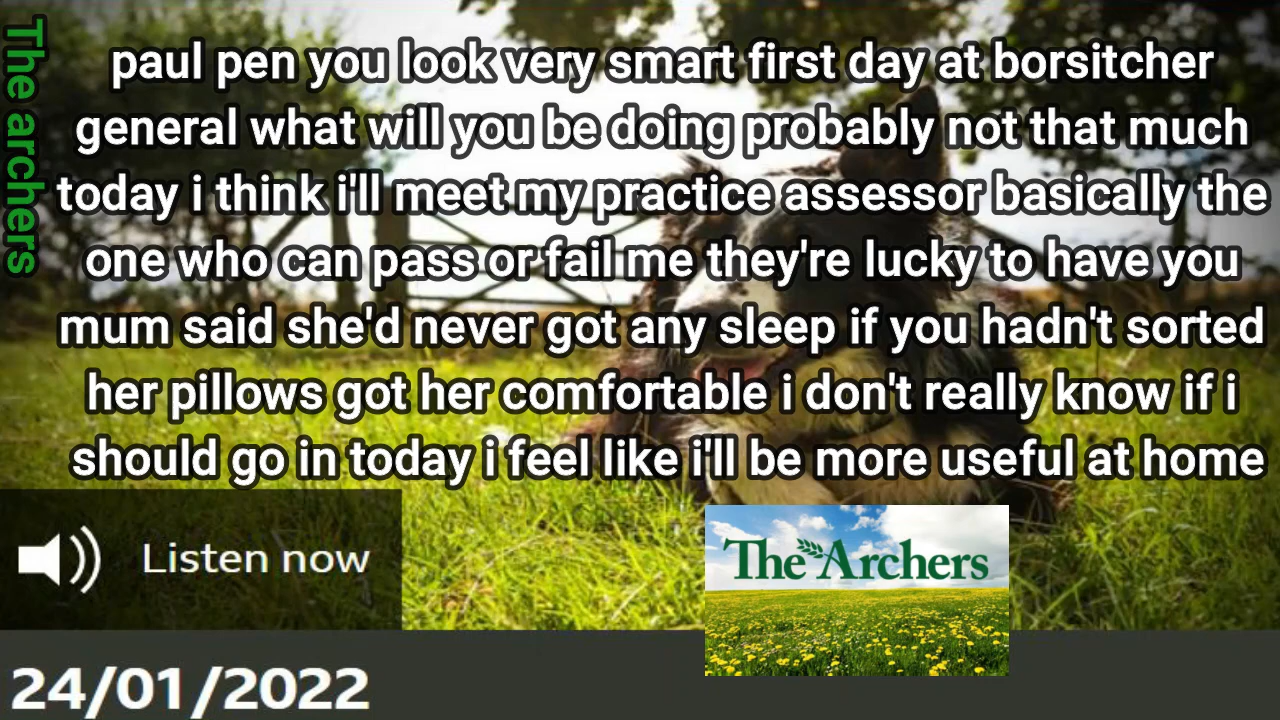 The archers
paul pen you look very smart first day at borsitcher
general what will you be doing probably not that much
today i think i'll meet my practice assessor basically the
one who can pass or fail me they're lucky to have you
mum said she'd never got any sleep if you hadn't sorted
her pillows got her comfortable i don't really know if i
should go in today i feel like i'll be more useful at home
Listen now
The Archers
24/01/2022